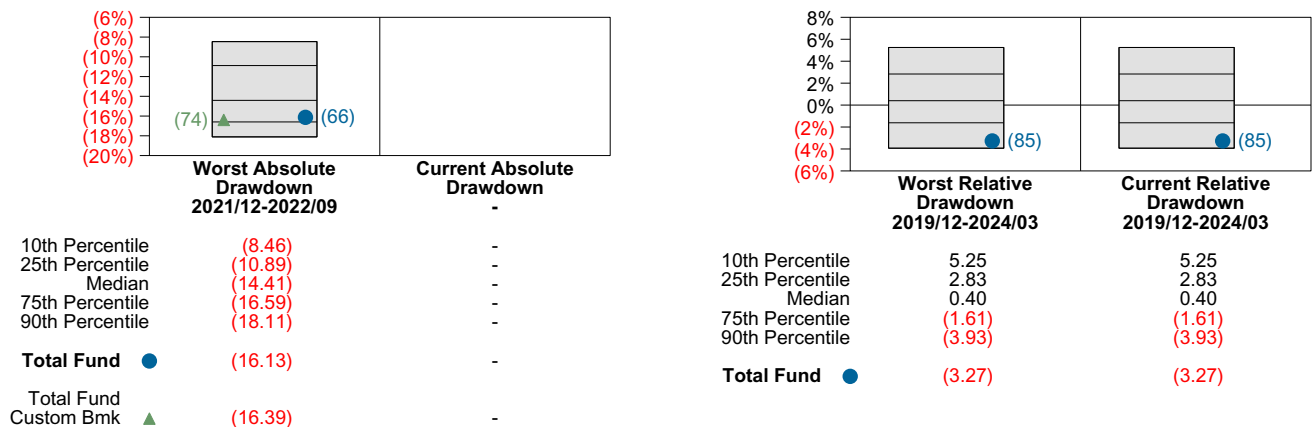 (6%)
(8%)
(10%)
(12%)
(14%)
(16%)
(18%)
(20%)
(74)
(66)
Worst Absolute
Drawdown
2021/12-2022/09
Current Absolute
Drawdown
-
10th Percentile (8.46) -
25th Percentile (10.89) -
Median (14.41) -
75th Percentile (16.59) -
90th Percentile (18.11) -
Total Fund (16.13) -
Total Fund
Custom Bmk (16.39) -
8%
6%
4%
2%
0%
(2%)
(4%)
(6%)
(85)
(85)
Worst Relative
Drawdown
2019/12-2024/03
Current Relative
Drawdown
2019/12-2024/03
10th Percentile 5.25 5.25
25th Percentile 2.83 2.83
Median 0.40 0.40
75th Percentile (1.61) (1.61)
90th Percentile (3.93) (3.93)
Total Fund (3.27) (3.27)